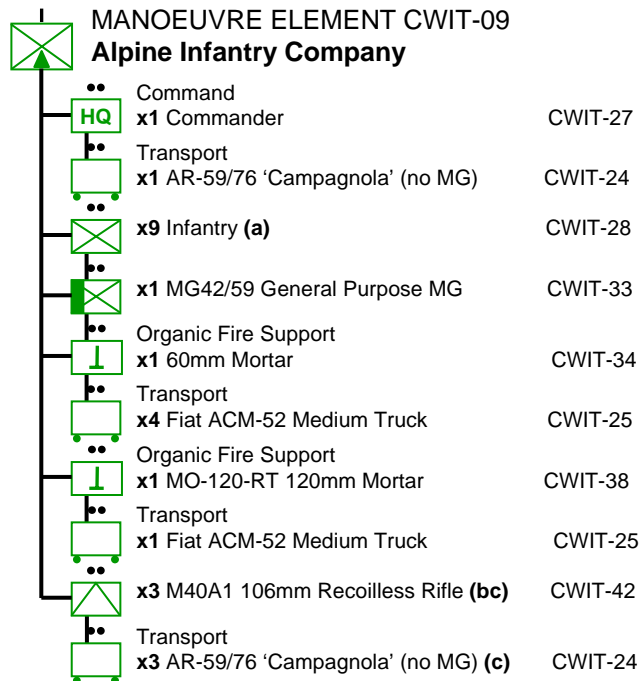 MANOEUVRE ELEMENT CWIT-09
Alpine Infantry Company
Command
HQ x1 Commander CWIT-27
Transport
x1 AR-59/76 ‘Campagnola’ (no MG) CWIT-24
x9 Infantry (a) CWIT-28
x1 MG42/59 General Purpose MG CWIT-33
Organic Fire Support
x1 60mm Mortar CWIT-34
Transport
x4 Fiat ACM-52 Medium Truck CWIT-25
Organic Fire Support
x1 MO-120-RT 120mm Mortar CWIT-38
Transport
x1 Fiat ACM-52 Medium Truck CWIT-25
x3 M40A1 106mm Recoilless Rifle (bc) CWIT-42
Transport
x3 AR-59/76 ‘Campagnola’ (no MG) (c) CWIT-24